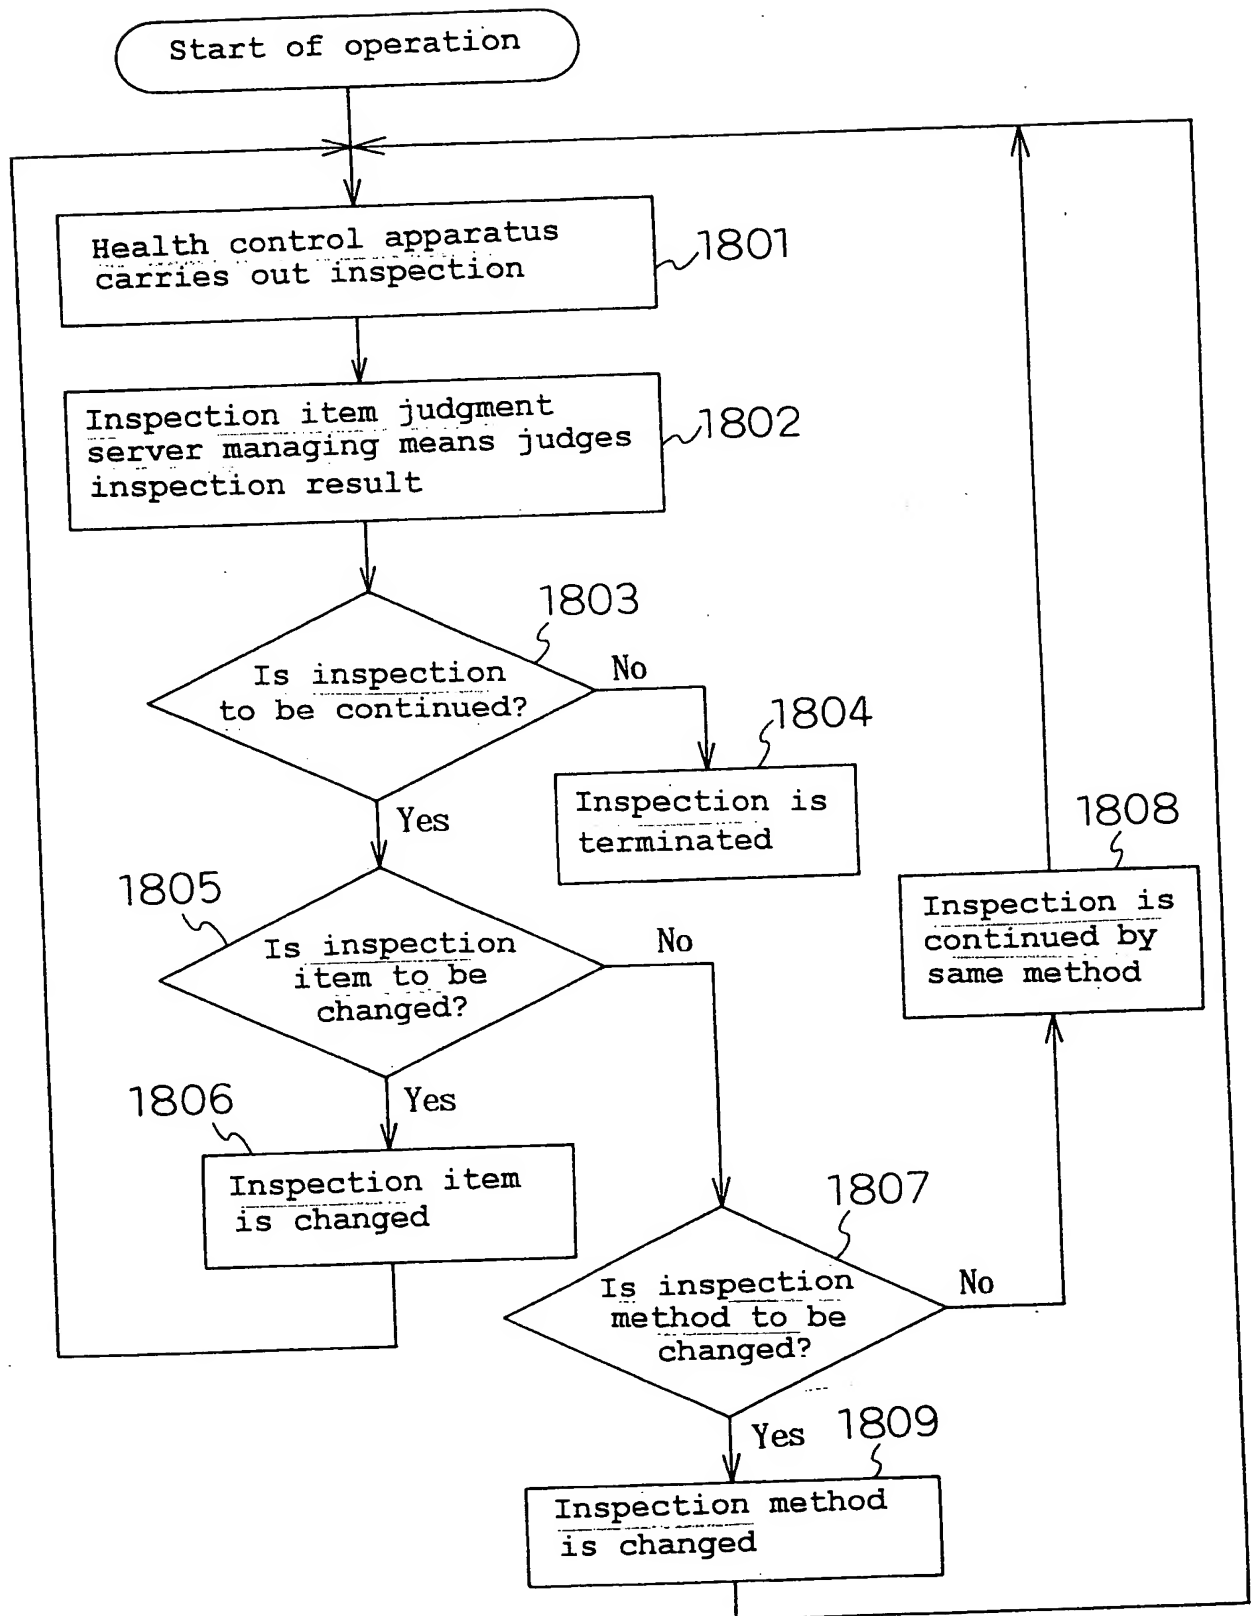 Start of operation
Health control apparatus
carries out inspection
1801
Inspection item judgment
server managing means judges
inspection result
1802
1803
Is inspection
to be continued?
No
Yes
1804
Inspection is
terminated
1805
Is inspection
item to be
changed?
No
Yes
1806
Inspection item
is changed
1807
Is inspection
method to be
changed?
No
Yes
1808
Inspection is
continued by
same method
1809
Inspection method
is changed